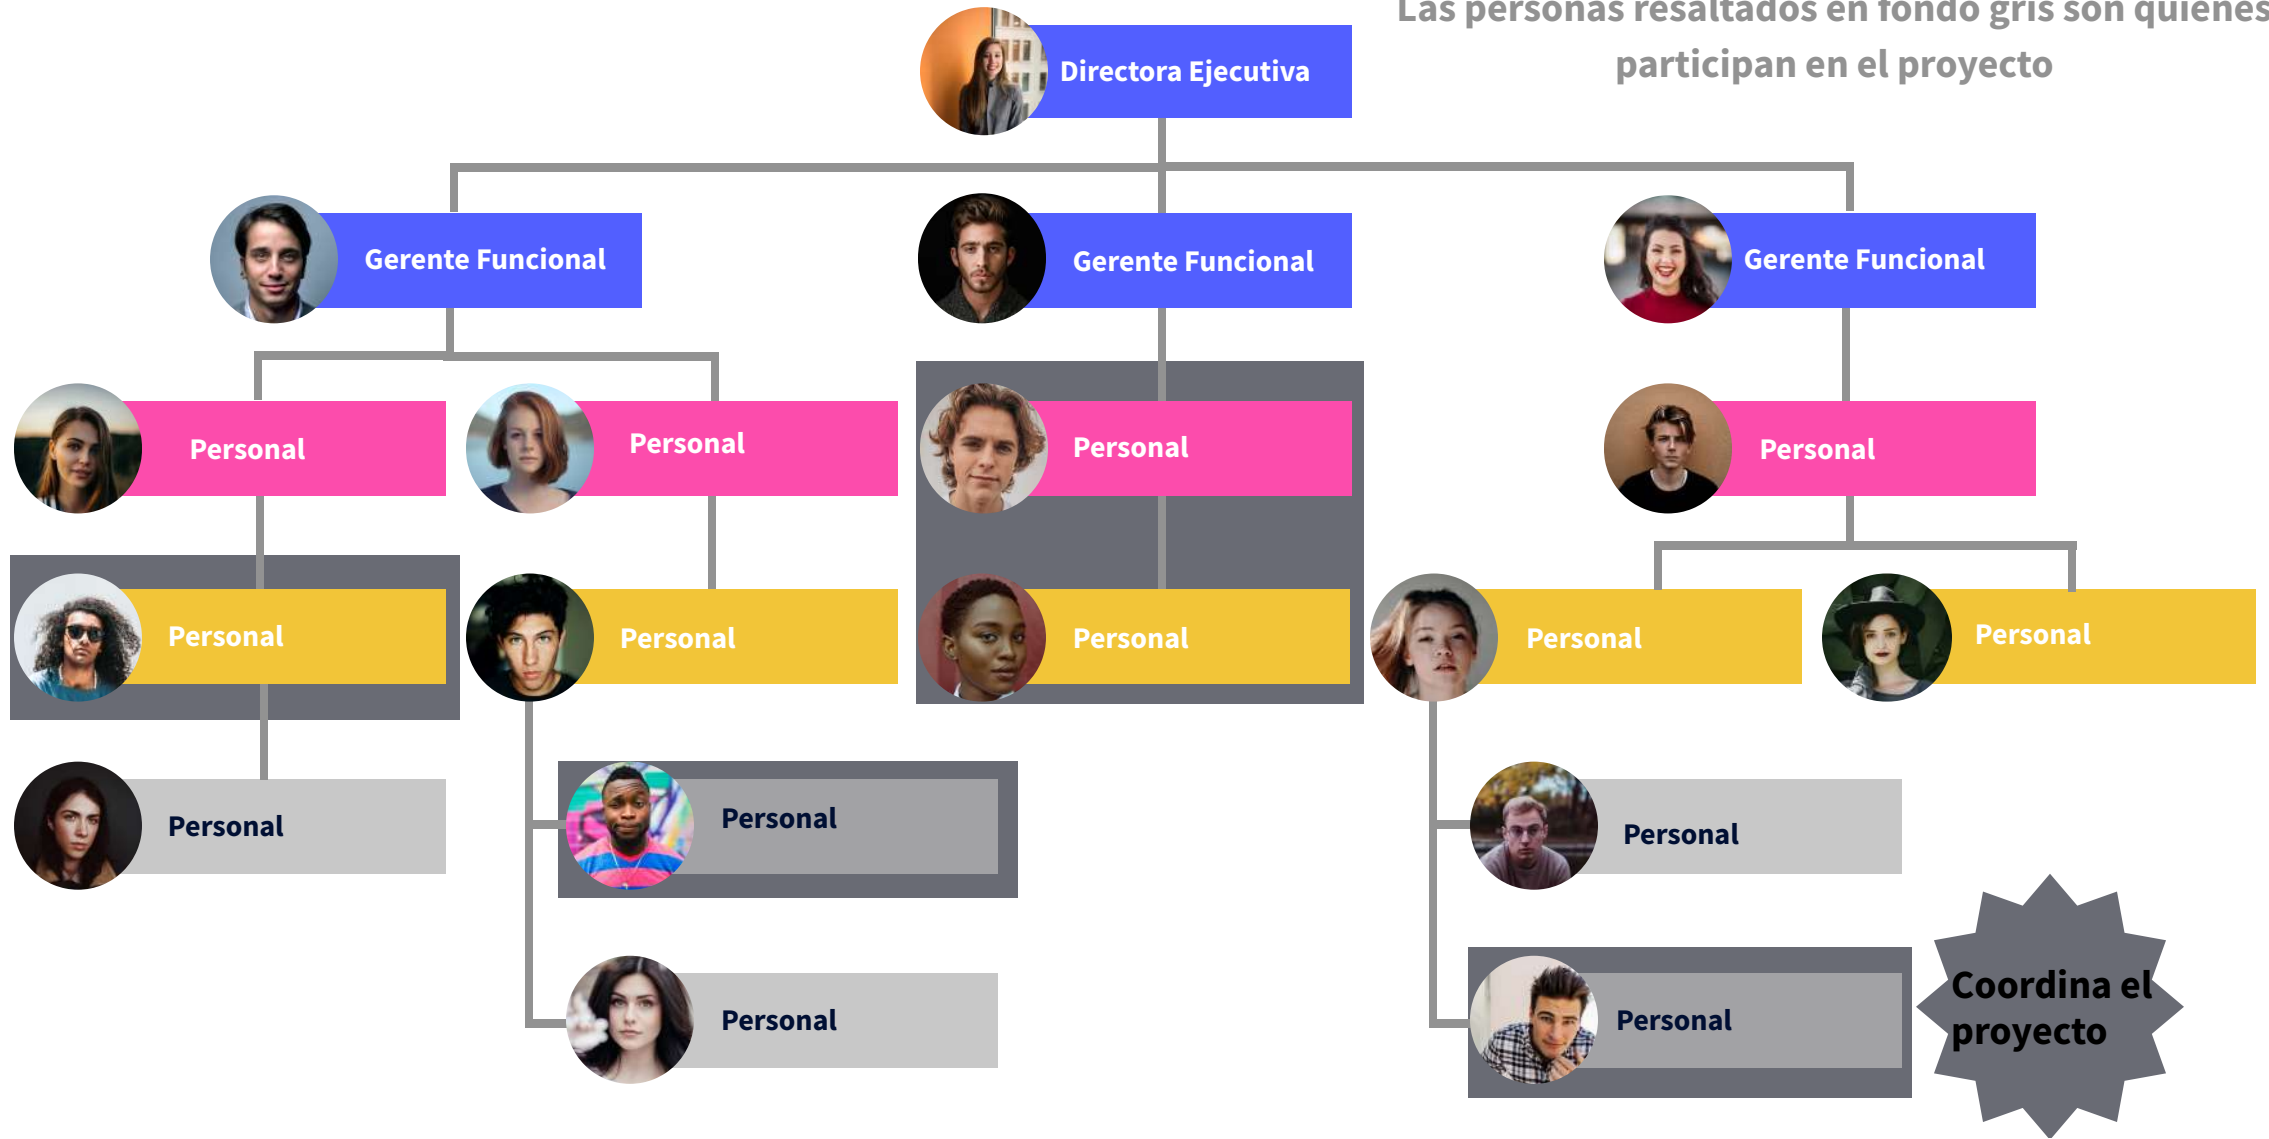 Las personas resaltados en fondo gris son quienes
participan en el proyecto
Directora Ejecutiva
Gerente Funcional
Gerente Funcional
Gerente Funcional
Personal
Personal
Personal
Personal
Personal
Personal
Personal
Personal
Personal
Personal
Personal
Personal
Personal
Personal
Coordina el
proyecto